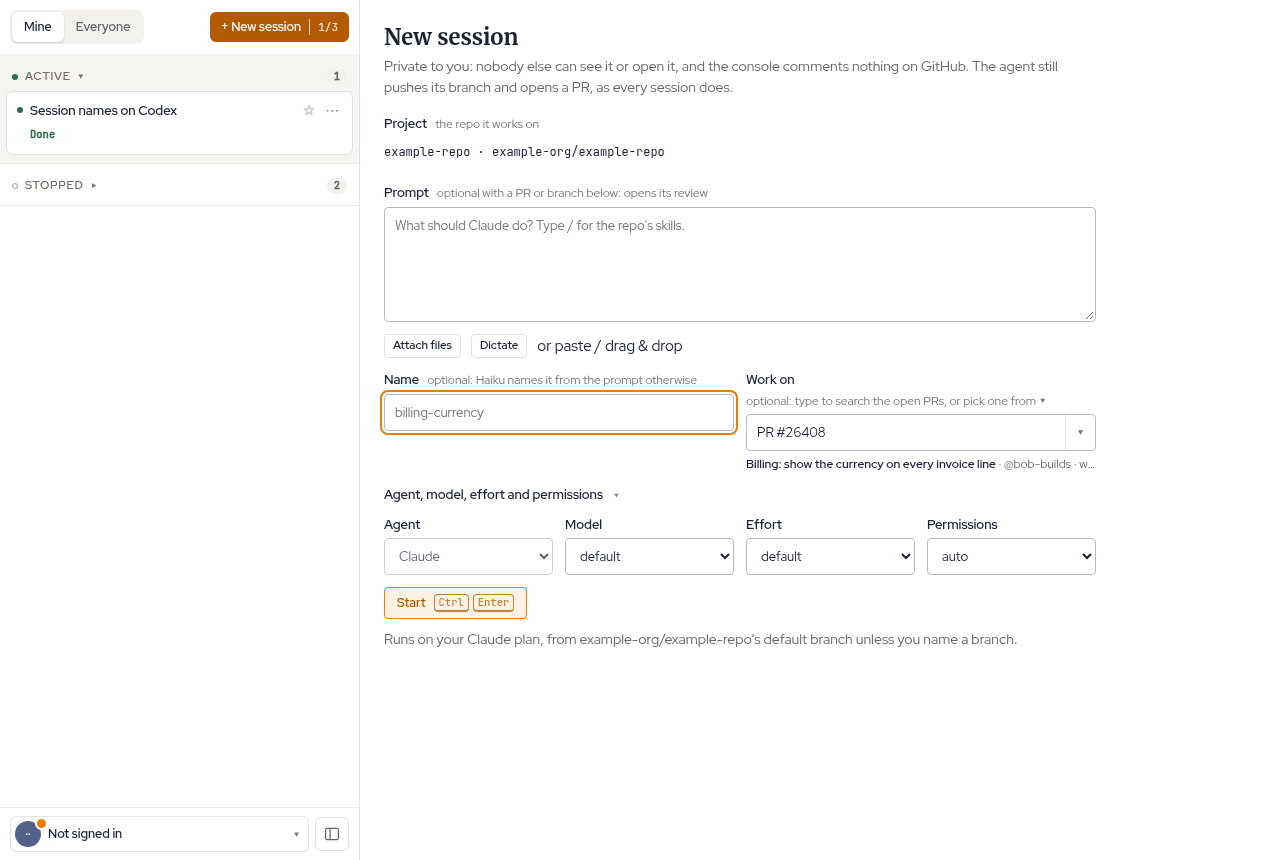 Mine
Everyone
+ New session
1/3
ACTIVE
1
Session names on Codex
Done
STOPPED
2
Not signed in
New session
Private to you: nobody else can see it or open it, and the console comments nothing on GitHub. The agent still
pushes its branch and opens a PR, as every session does.
Project the repo it works on
example-repo · example-org/example-repo
Prompt optional with a PR or branch below: opens its review
What should Claude do? Type / for the repo's skills.
Attach files
Dictate
or paste / drag & drop
Name optional: Haiku names it from the prompt otherwise
billing-currency
Work on
optional: type to search the open PRs, or pick one from
PR #26408
Billing: show the currency on every invoice line · @bob-builds · w...
Agent, model, effort and permissions
Agent
Model
Effort
Permissions
Claude
default
default
auto
Start Ctrl Enter
Runs on your Claude plan, from example-org/example-repo's default branch unless you name a branch.